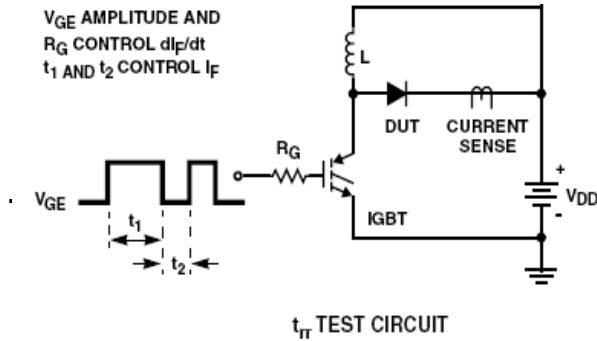 VGE AMPLITUDE AND
RG CONTROL dIF/dt
t1 AND t2 CONTROL IF
L
DUT
CURRENT
SENSE
RG
+
VDD
-
VGE
IGBT
t1
t2
trr TEST CIRCUIT